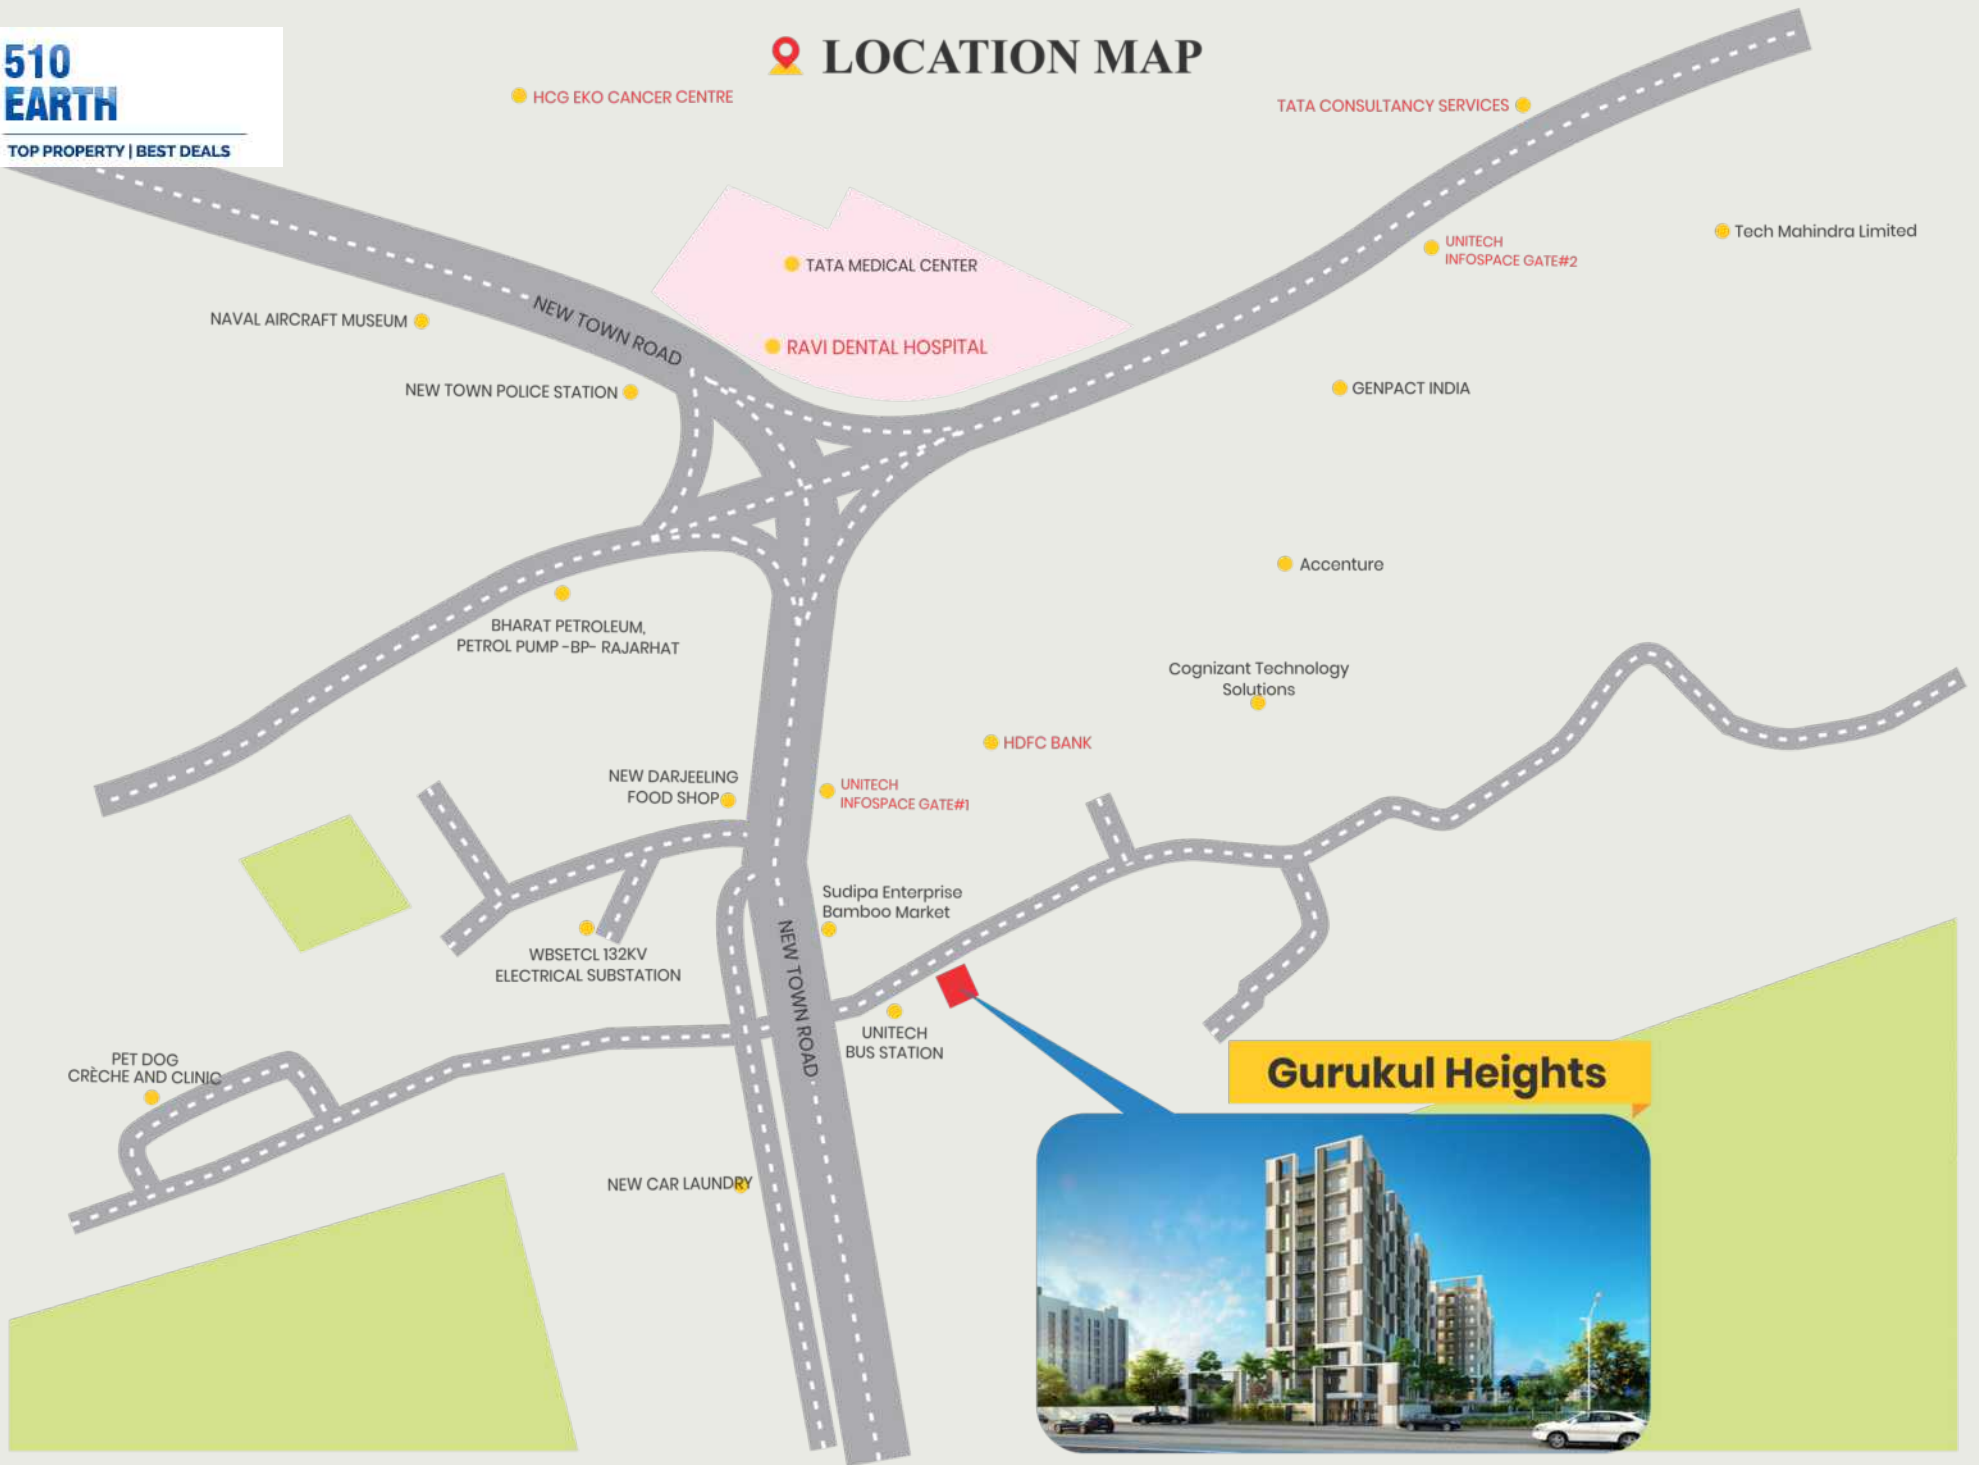 510
EARTH
TOP PROPERTY | BEST DEALS
LOCATION MAP
HCG EKO CANCER CENTRE
TATA CONSULTANCY SERVICES
Tech Mahindra Limited
UNITECH
INFOSPACE GATE#2
TATA MEDICAL CENTER
NAVAL AIRCRAFT MUSEUM
NEW TOWN ROAD
RAVI DENTAL HOSPITAL
NEW TOWN POLICE STATION
GENPACT INDIA
Accenture
BHARAT PETROLEUM,
PETROL PUMP -BP- RAJARHAT
Cognizant Technology
Solutions
HDFC BANK
NEW DARJEELING
FOOD SHOP
UNITECH
INFOSPACE GATE#1
Sudipa Enterprise
Bamboo Market
WBSETCL 132KV
ELECTRICAL SUBSTATION
NEW TOWN ROAD
UNITECH
BUS STATION
PET DOG
CRÈCHE AND CLINIC
Gurukul Heights
NEW CAR LAUNDRY